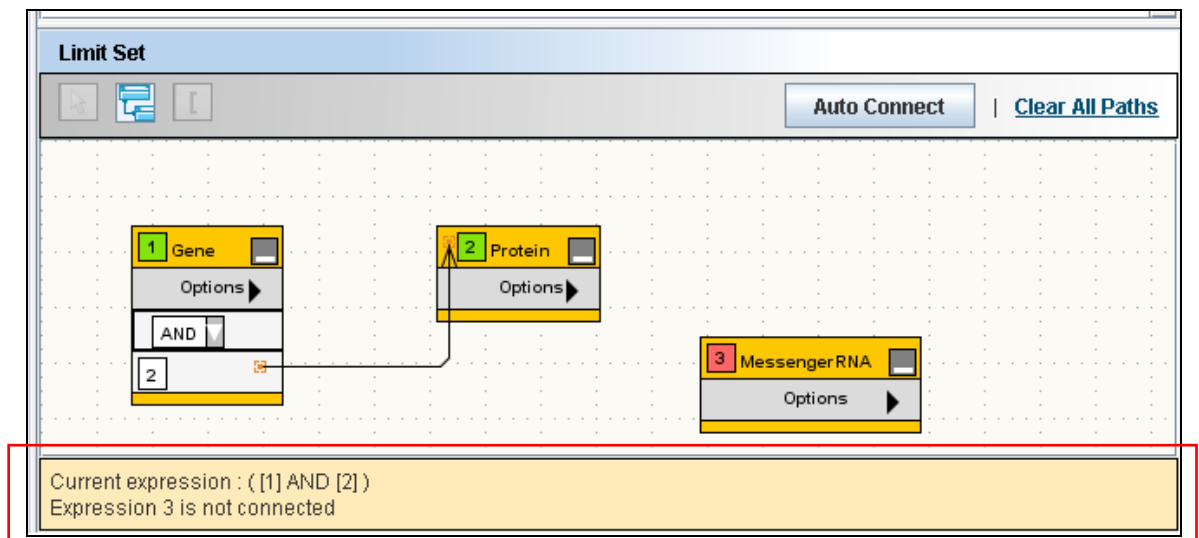 Limit Set
[
Auto Connect | Clear All Paths
1 Gene
Options
AND
2
2 Protein
Options
3 MessengerRNA
Options
Current expression : ( [1] AND [2] )
Expression 3 is not connected